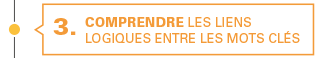 3. COMPRENDRE LES LIENS
LOGIQUES ENTRE LES MOTS CLÉS